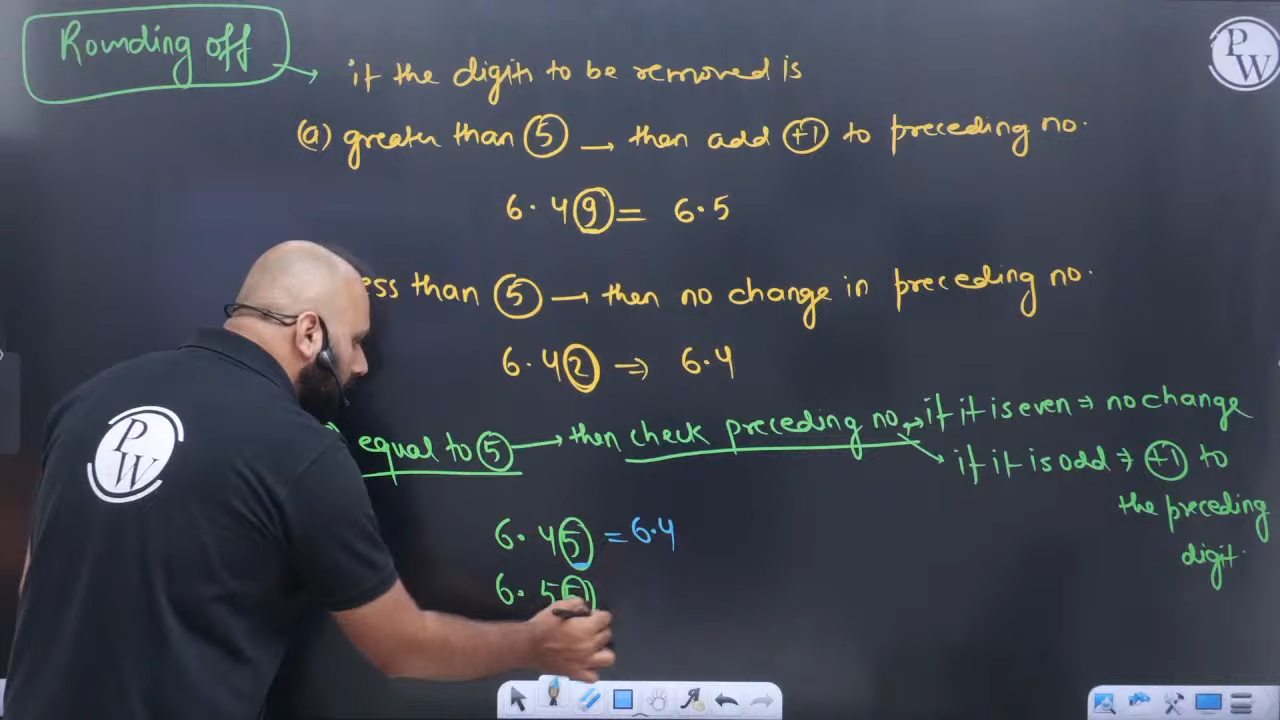 Rounding off
PW
→ if the digit to be removed is
(a) greater than 5 → then add +1 to preceding no.
6.49 = 6.5
ess than 5 → then no change in preceding no.
6.42 ⇒ 6.4
equal to 5 → then check preceding no. → if it is even ⇒ no change
→ if it is odd ⇒ +1 to
the preceding
digit.
6.45 = 6.4
6.55
PW